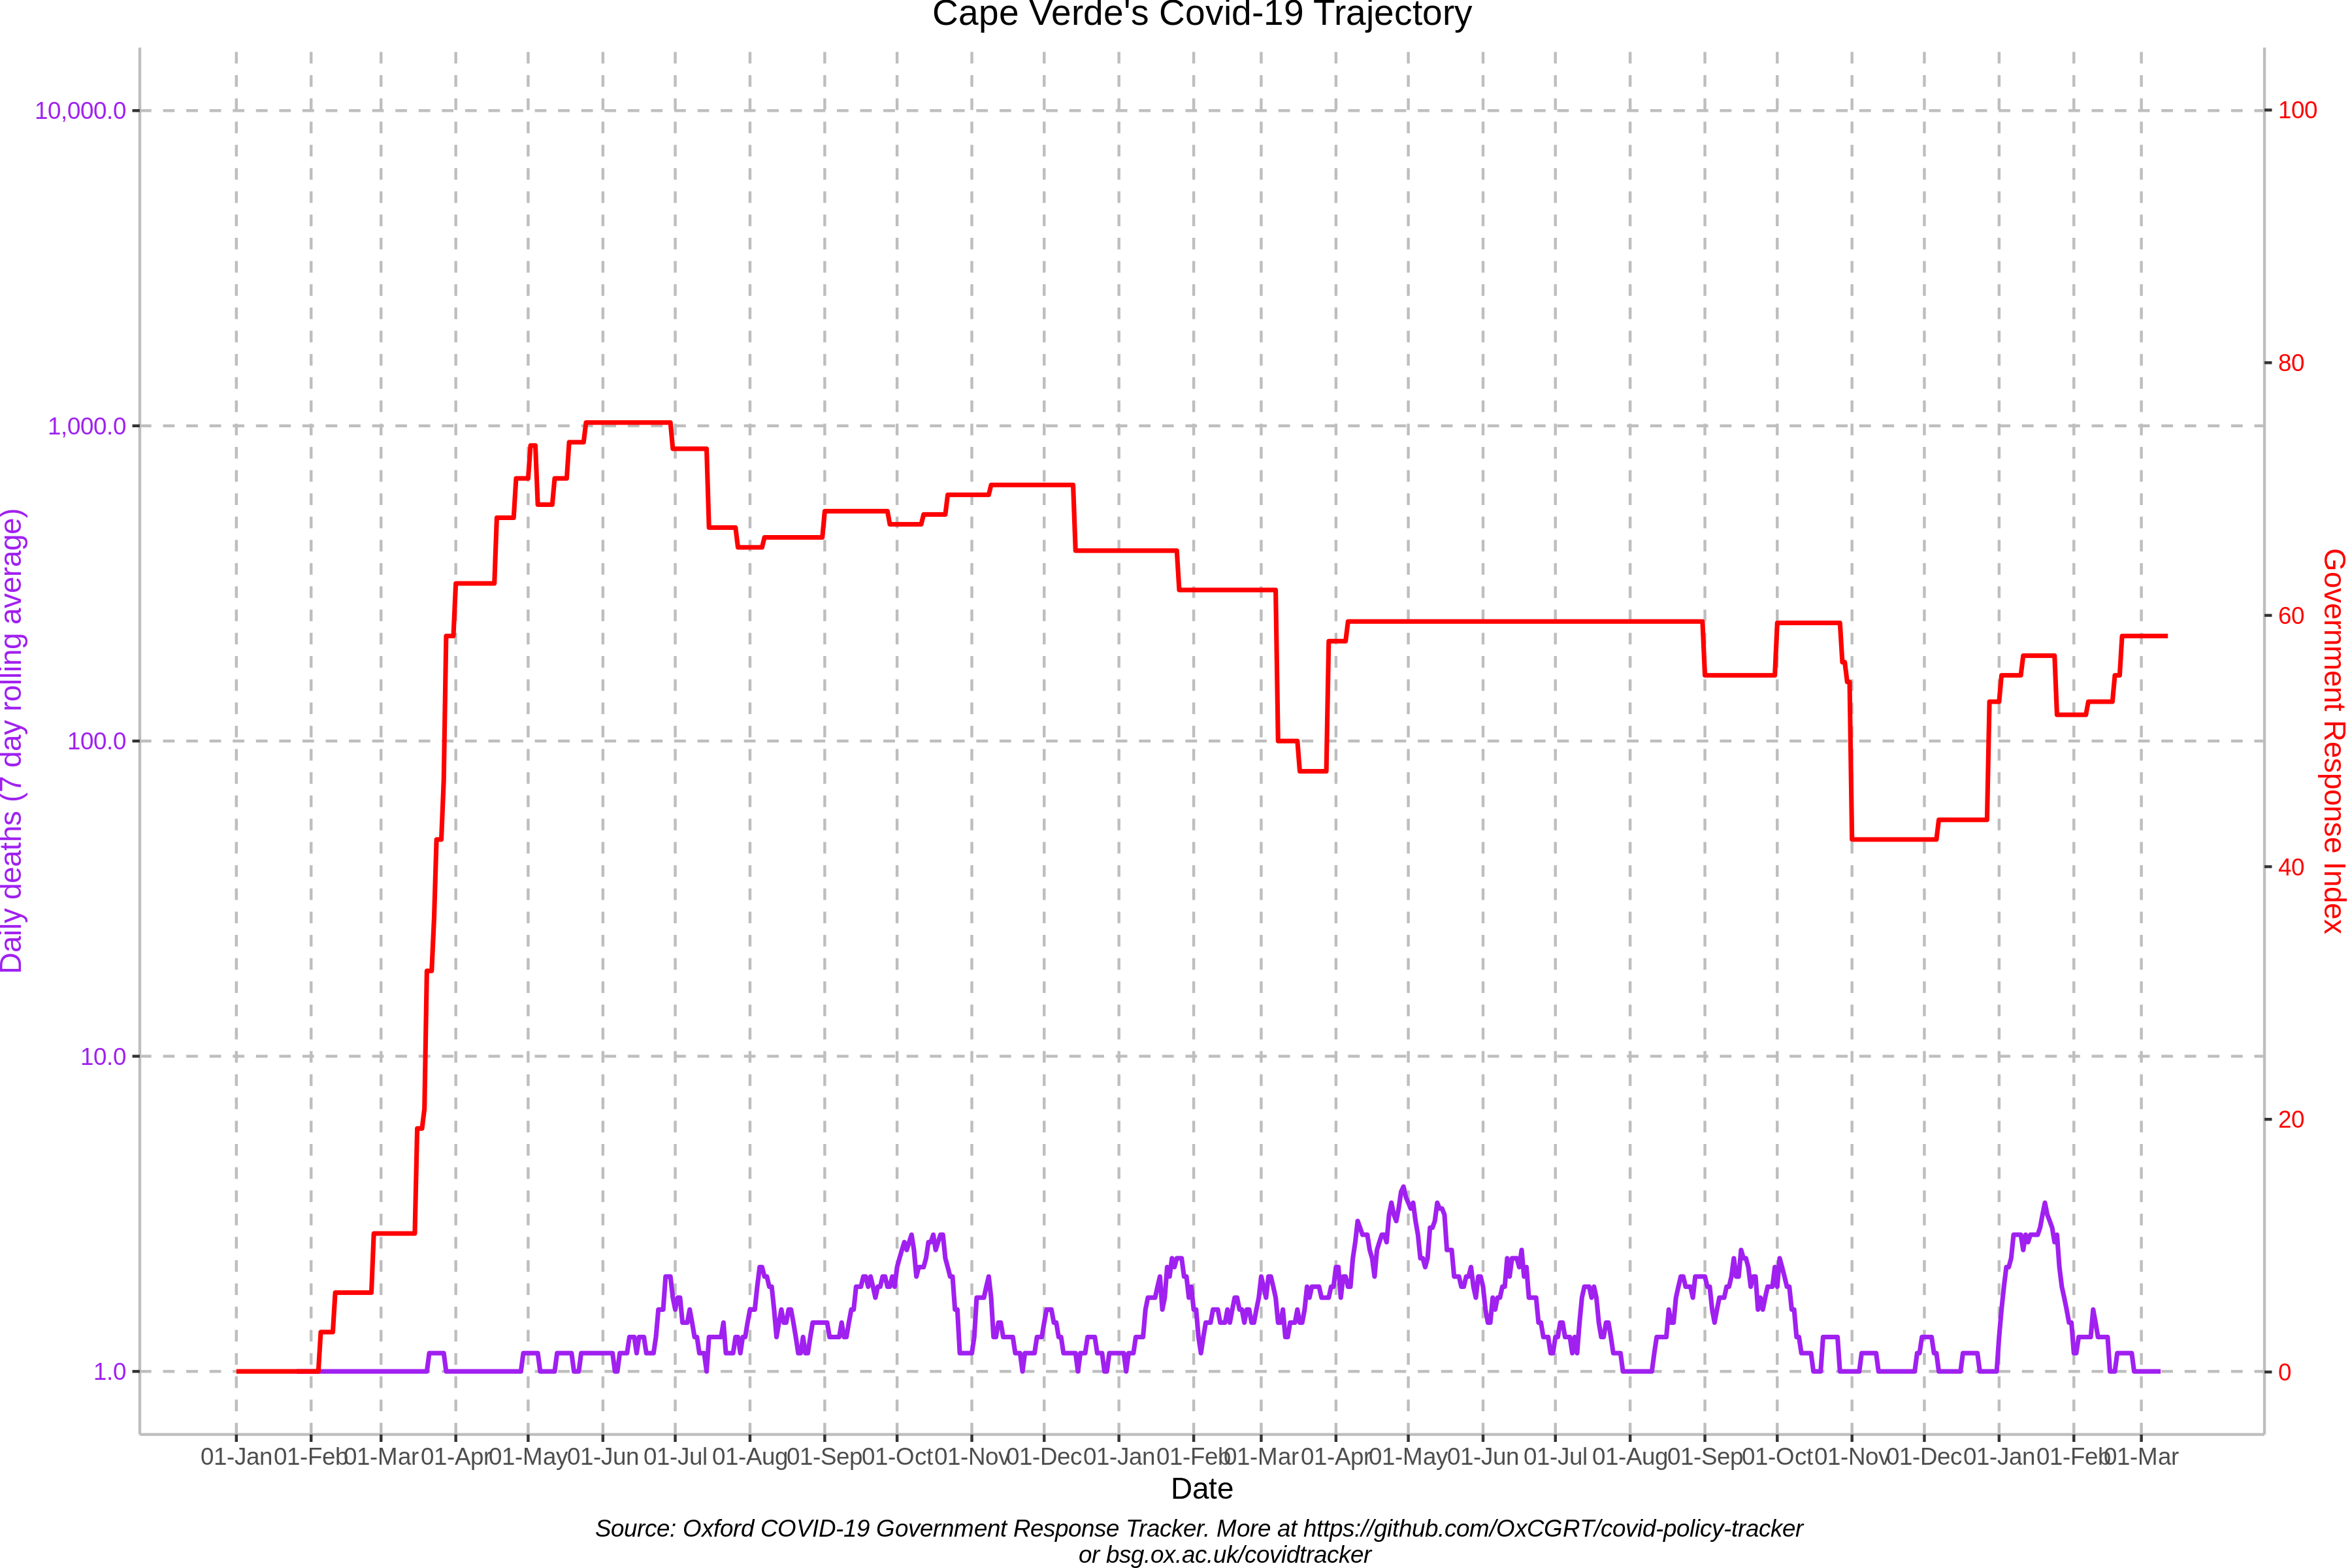 Cape Verde's Covid-19 Trajectory
10,000.0
1,000.0
100.0
10.0
1.0
Daily deaths (7 day rolling average)
100
80
60
40
20
0
Government Response Index
01-Jan 01-Feb 01-Mar 01-Apr 01-May 01-Jun 01-Jul 01-Aug 01-Sep 01-Oct 01-Nov 01-Dec 01-Jan 01-Feb 01-Mar 01-Apr 01-May 01-Jun 01-Jul 01-Aug 01-Sep 01-Oct 01-Nov 01-Dec 01-Jan 01-Feb 01-Mar
Date
Source: Oxford COVID-19 Government Response Tracker. More at https://github.com/OxCGRT/covid-policy-tracker
or bsg.ox.ac.uk/covidtracker